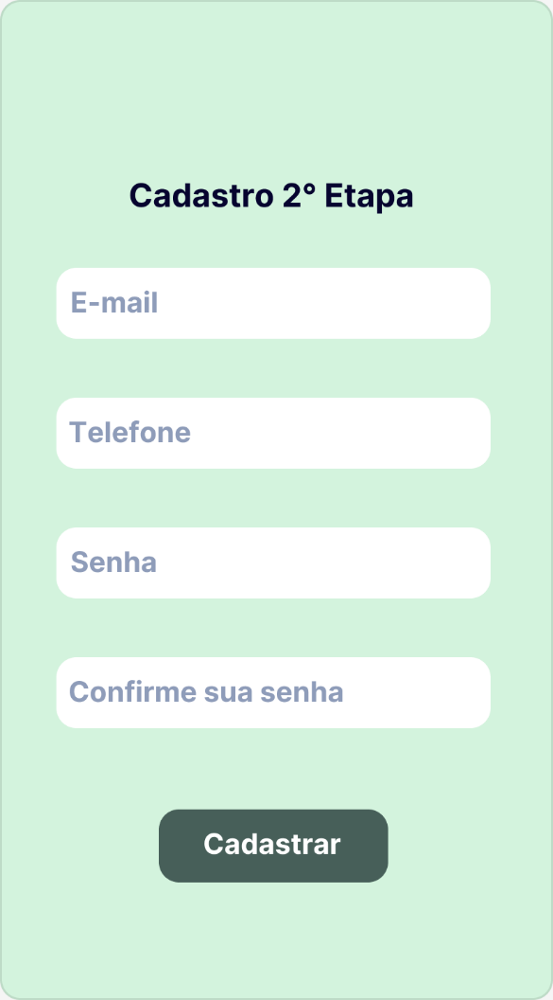 Cadastro 2° Etapa
E-mail
Telefone
Senha
Confirme sua senha
Cadastrar